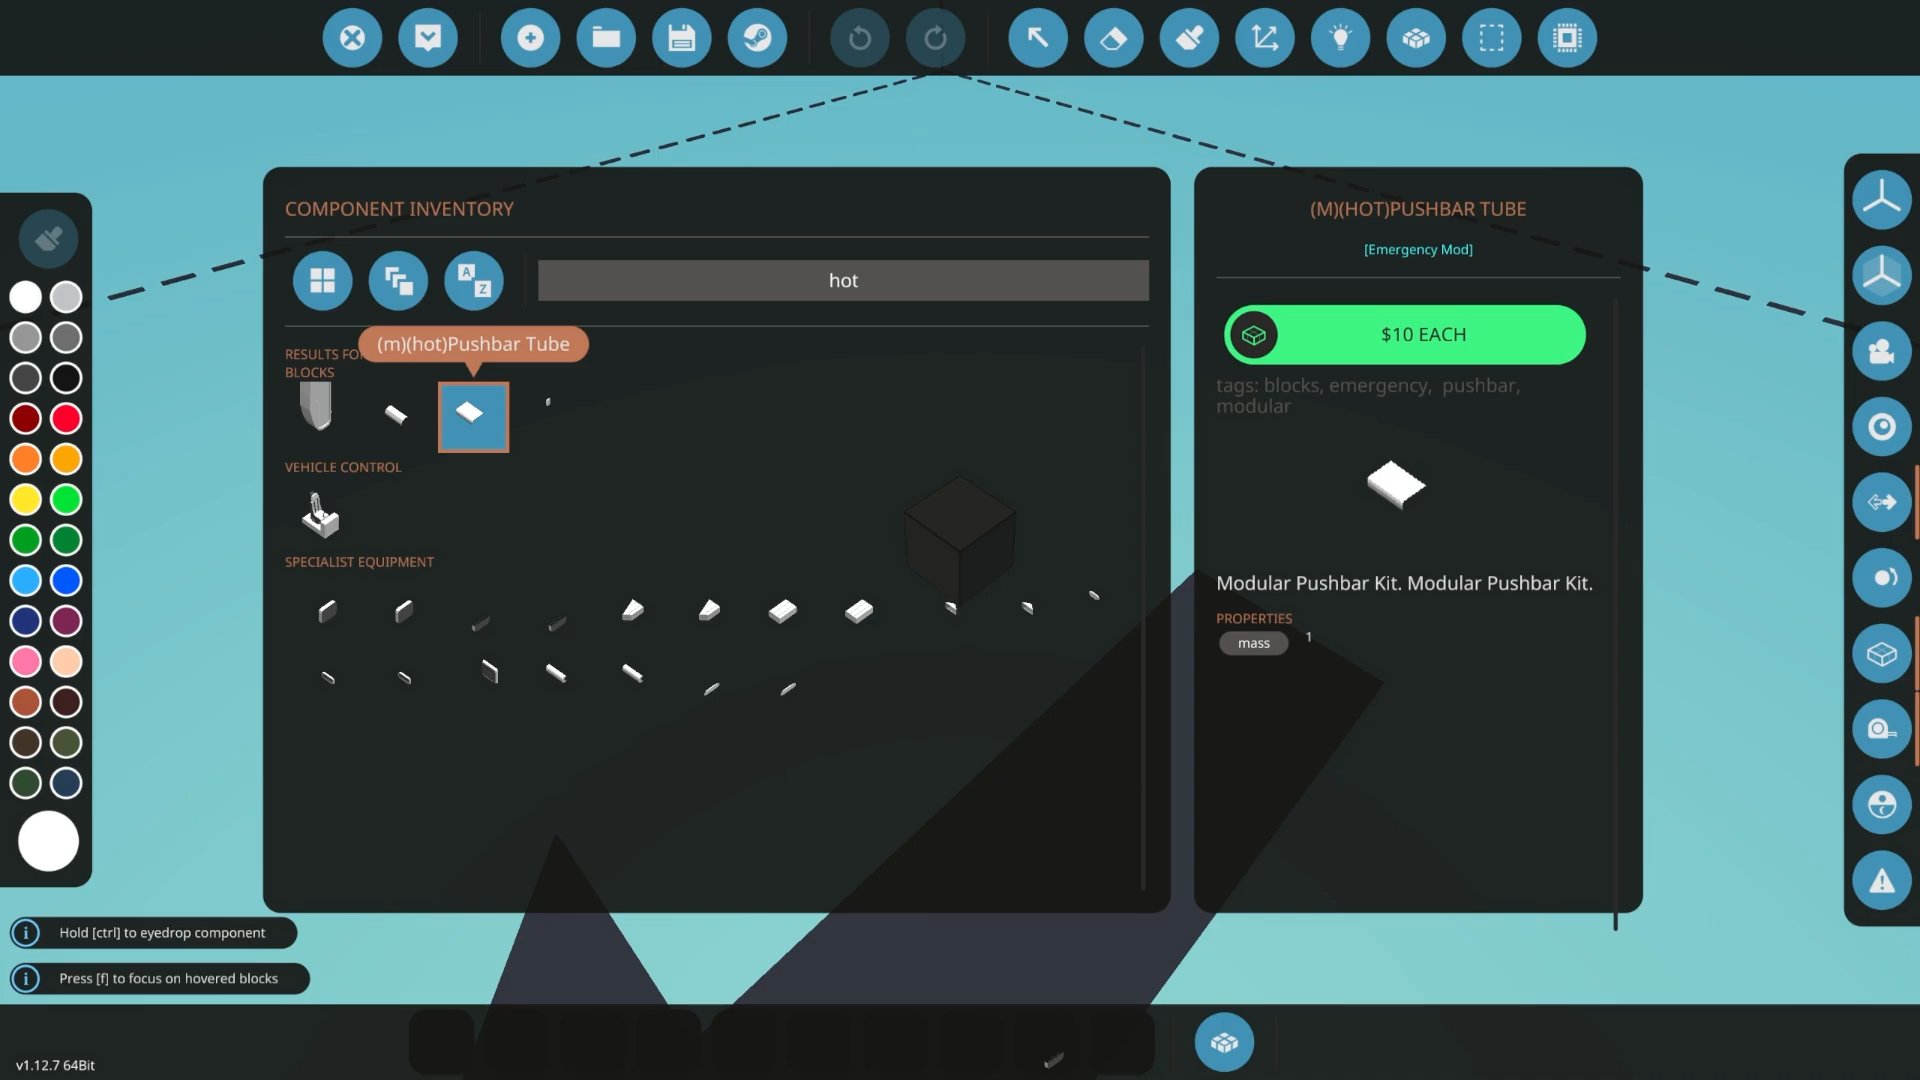 COMPONENT INVENTORY
hot
A
Z
(m)(hot)Pushbar Tube
RESULTS FO
BLOCKS
VEHICLE CONTROL
SPECIALIST EQUIPMENT
(M)(HOT)PUSHBAR TUBE
[Emergency Mod]
$10 EACH
tags: blocks, emergency, pushbar,
modular
Modular Pushbar Kit. Modular Pushbar Kit.
PROPERTIES
mass 1
Hold [ctrl] to eyedrop component
Press [f] to focus on hovered blocks
v1.12.7 64Bit